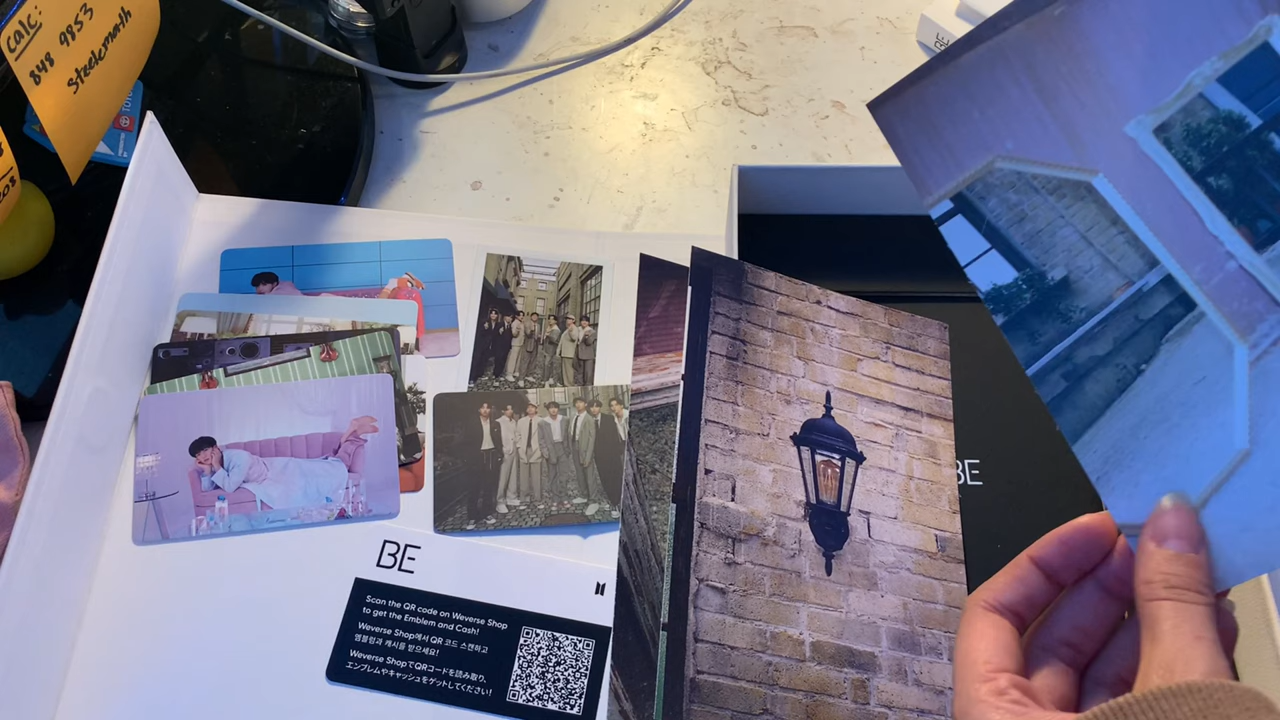 calc:
848 9853
Steelemarth
BE
BE
BE
Scan the QR code on Weverse Shop
to get the Emblem and Cash!
Weverse Shop에서 QR 코드 스캔하고
엠블럼과 캐시를 받으세요!
Weverse ShopでQRコードを読み取り,
エンブレムやキャッシュをゲットしてください!